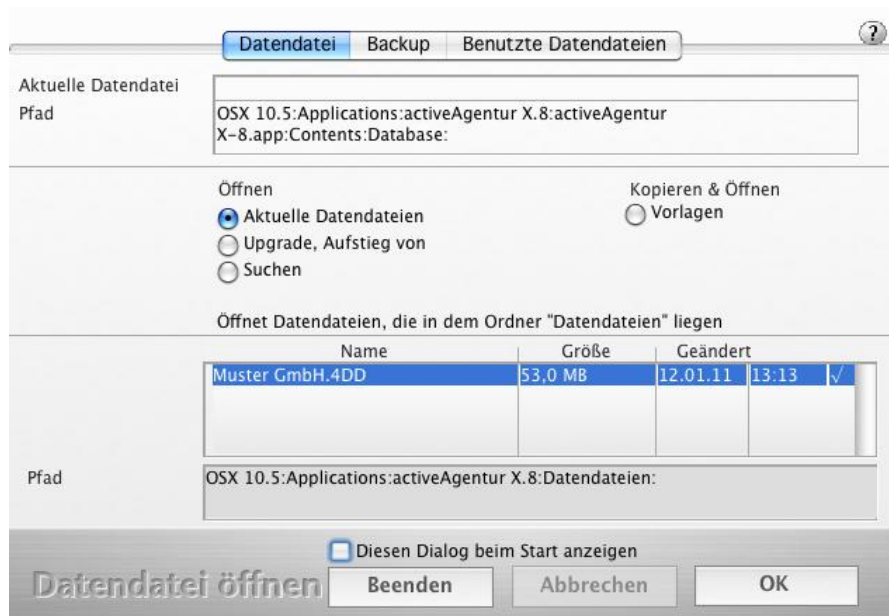 Datendatei Backup Benutzte Datendateien ?
Aktuelle Datendatei
Pfad OSX 10.5:Applications:activeAgentur X.8:activeAgentur
X-8.app:Contents:Database:
Öffnen Kopieren & Öffnen
Aktuelle Datendateien Vorlagen
Upgrade, Aufstieg von
Suchen
Öffnet Datendateien, die in dem Ordner "Datendateien" liegen
Name Größe Geändert
Muster GmbH.4DD 53,0 MB 12.01.11 13:13 √
Pfad OSX 10.5:Applications:activeAgentur X.8:Datendateien:
Diesen Dialog beim Start anzeigen
Datendatei öffnen Beenden Abbrechen OK